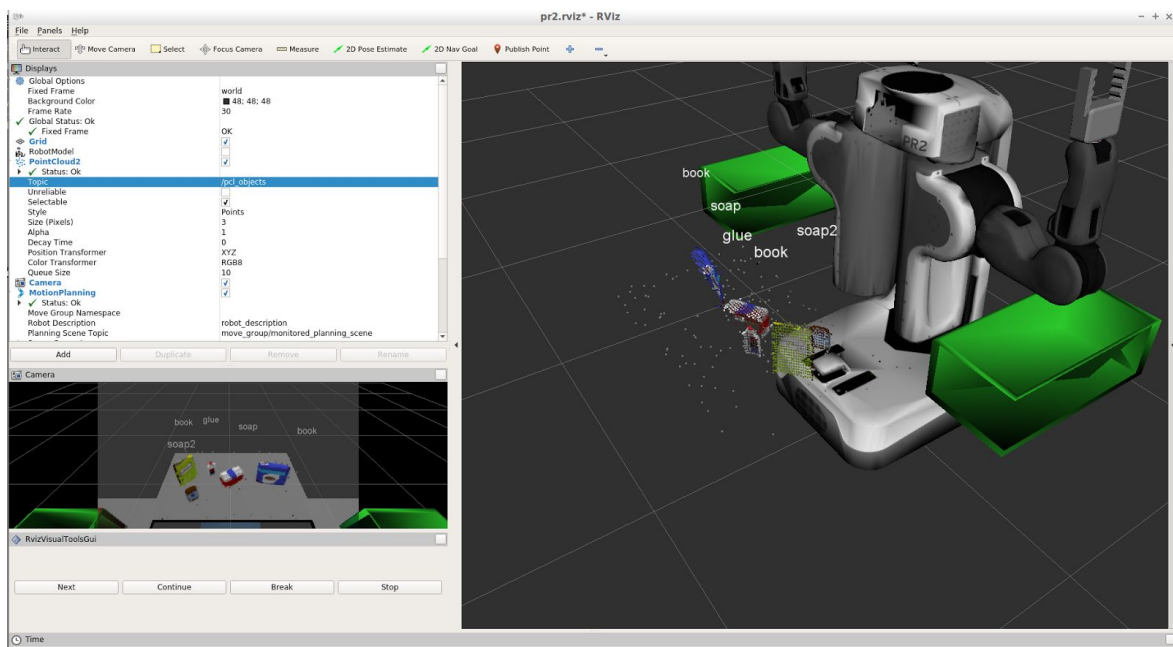 pr2.rviz* - RViz
File Panels Help
Interact Move Camera Select Focus Camera Measure 2D Pose Estimate 2D Nav Goal Publish Point
Displays
Global Options
Fixed Frame world
Background Color 48; 48; 48
Frame Rate 30
Global Status: Ok
Fixed Frame OK
Grid
RobotModel
PointCloud2
Status: Ok
Topic /pcl_objects
Unreliable
Selectable
Style Points
Size (Pixels) 3
Alpha 1
Decay Time 0
Position Transformer XYZ
Color Transformer RGB8
Queue Size 10
Camera
MotionPlanning
Status: Ok
Move Group Namespace
Robot Description robot_description
Planning Scene Topic move_group/monitored_planning_scene
Add Duplicate Remove Rename
Camera
book glue soap book
soap2
RvizVisualToolsGui
Next Continue Break Stop
Time
PR2
book
soap
glue soap2
book